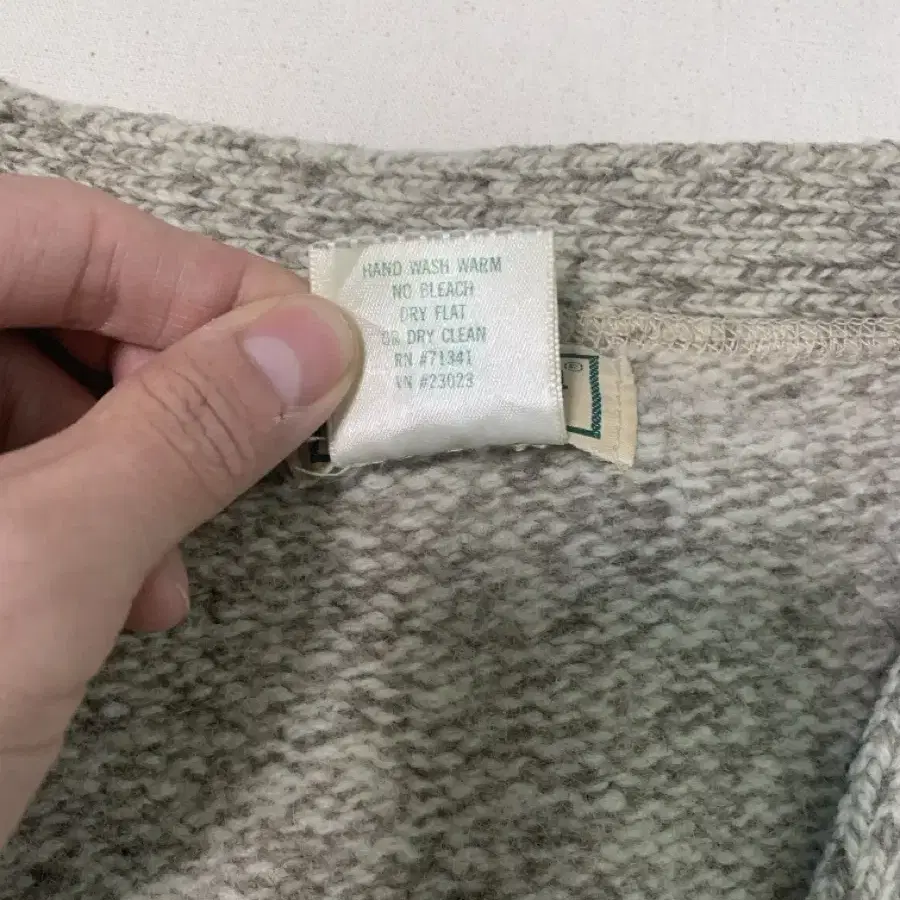 HAND WASH WARM
NO BLEACH
DRY FLAT
OR DRY CLEAN
RN #71341
VN #23023
®